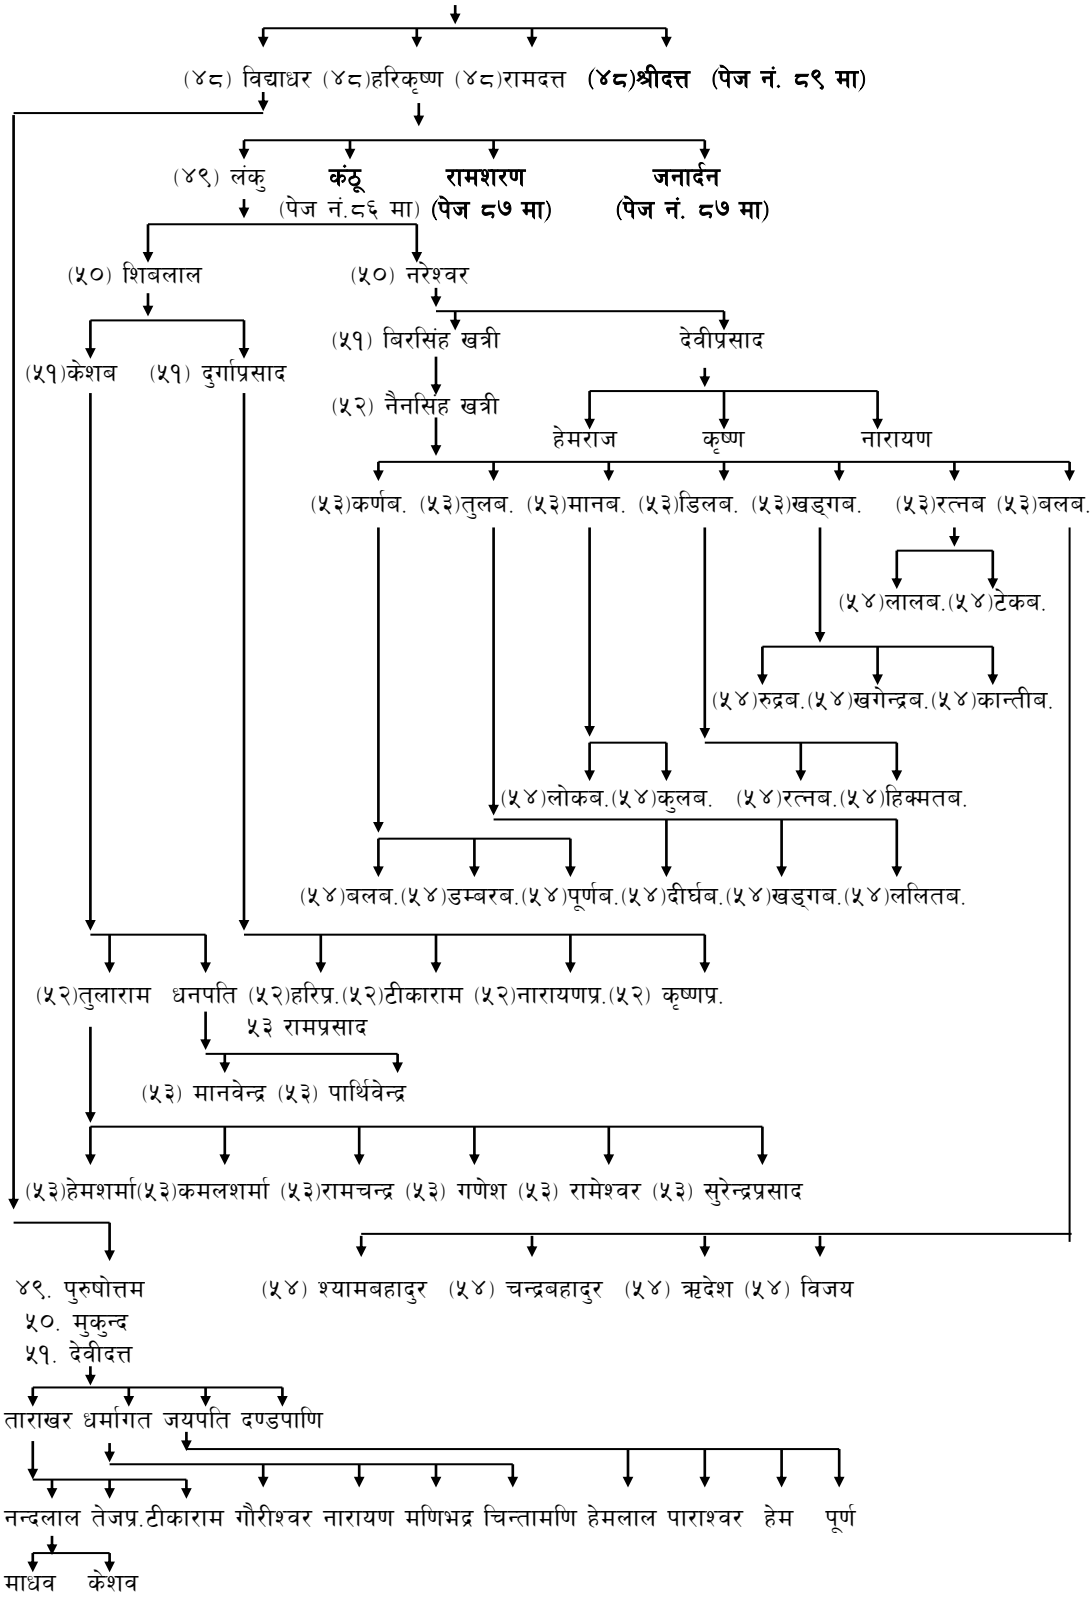 (४८) विद्याधर (४८)हरिकृष्ण (४८)रामदत्त (४८)श्रीदत्त (पेज नं. ८९ मा)
(४९) लंकु कंठू रामशरण जनार्दन
(पेज नं.८६ मा) (पेज ८७ मा) (पेज नं. ८७ मा)
(५०) शिबलाल (५०) नरेश्वर
(५१) बिरसिंह खत्री देवीप्रसाद
(५१)केशब (५१) दुर्गाप्रसाद
(५२) नैनसिंह खत्री
हेमराज कृष्ण नारायण
(५३)कर्णब. (५३)तुलब. (५३)मानब. (५३)डिलब. (५३)खड्गब. (५३)रत्नब (५३)बलब.
(५४)लालब.(५४)टेकब.
(५४)रुद्रब.(५४)खगेन्द्रब.(५४)कान्तीब.
(५४)लोकब.(५४)कुलब. (५४)रत्नब.(५४)हिक्मतब.
(५४)बलब.(५४)डम्बरब.(५४)पूर्णब.(५४)दीर्घब.(५४)खड्गब.(५४)ललितब.
(५२)तुलाराम धनपति (५२)हरिप्र.(५२)टीकाराम (५२)नारायणप्र.(५२) कृष्णप्र.
५३ रामप्रसाद
(५३) मानवेन्द्र (५३) पार्थिवेन्द्र
(५३)हेमशर्मा(५३)कमलशर्मा (५३)रामचन्द्र (५३) गणेश (५३) रामेश्वर (५३) सुरेन्द्रप्रसाद
४९. पुरुषोत्तम (५४) श्यामबहादुर (५४) चन्द्रबहादुर (५४) ऋदेश (५४) विजय
५०. मुकुन्द
५१. देवीदत्त
ताराखर धर्मागत जयपति दण्डपाणि
नन्दलाल तेजप्र.टीकाराम गौरीश्वर नारायण मणिभद्र चिन्तामणि हेमलाल पाराश्वर हेम पूर्ण
माधव केशव